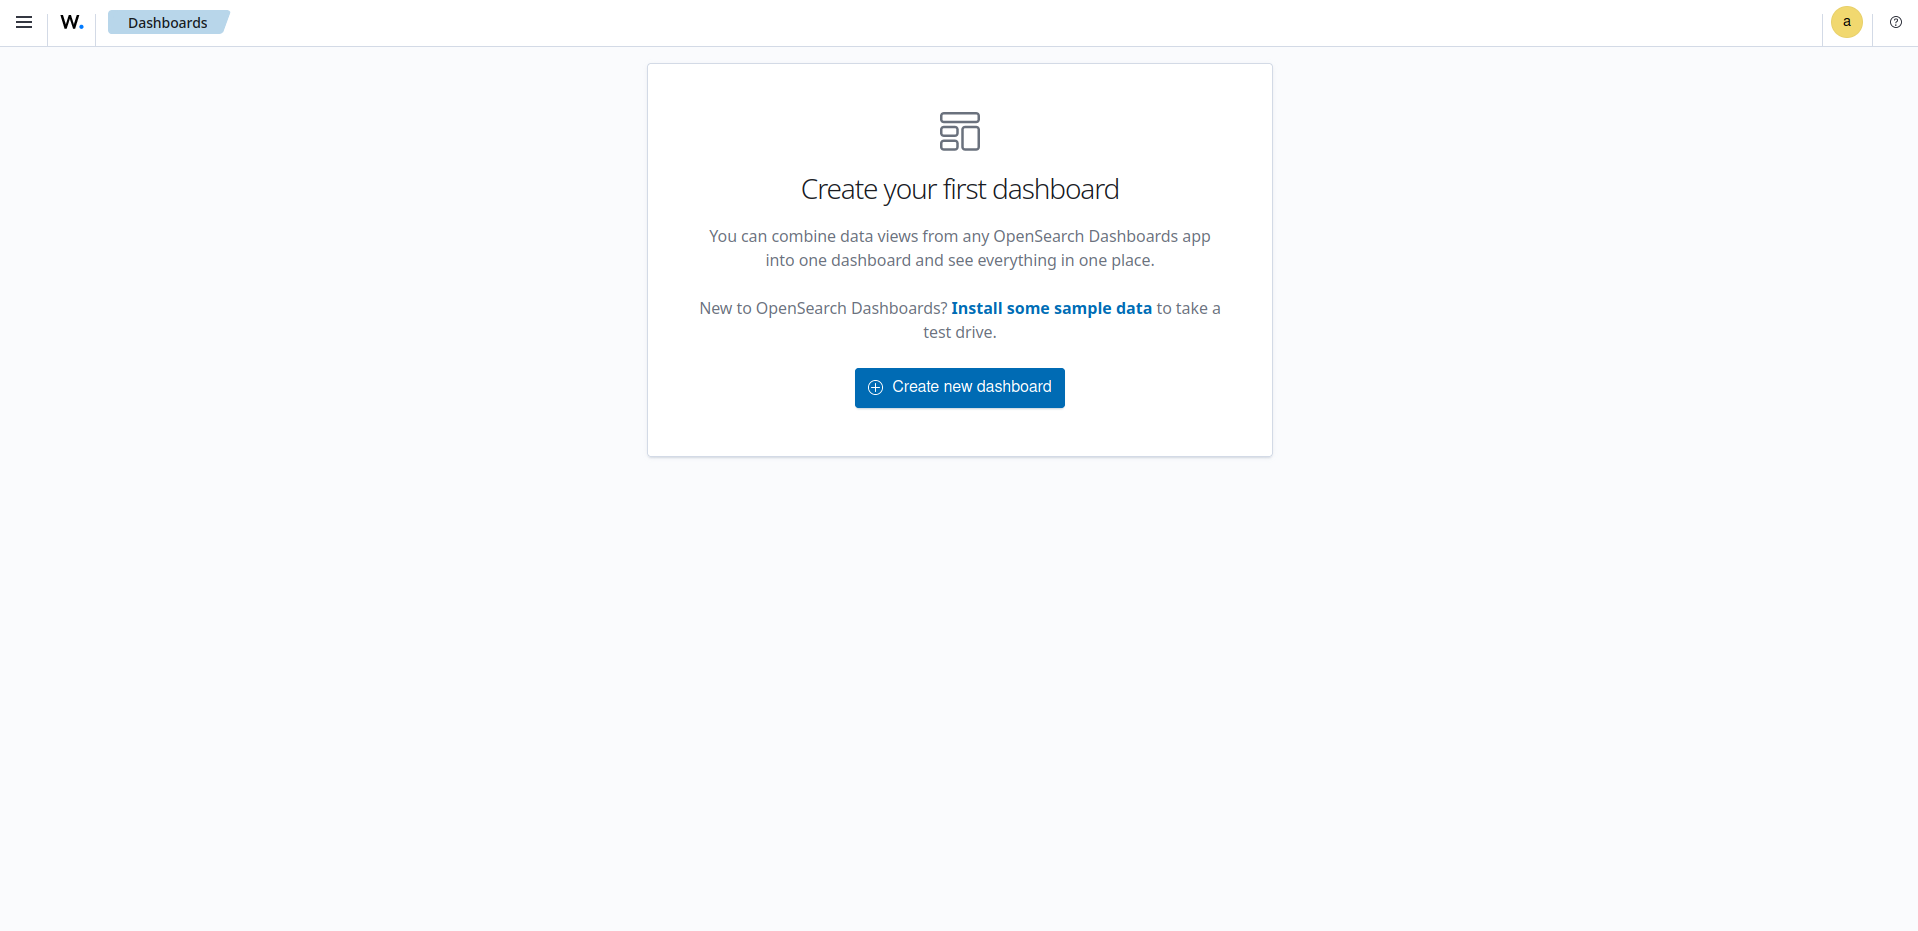 W. Dashboards a
Create your first dashboard
You can combine data views from any OpenSearch Dashboards app
into one dashboard and see everything in one place.
New to OpenSearch Dashboards? Install some sample data to take a
test drive.
Create new dashboard